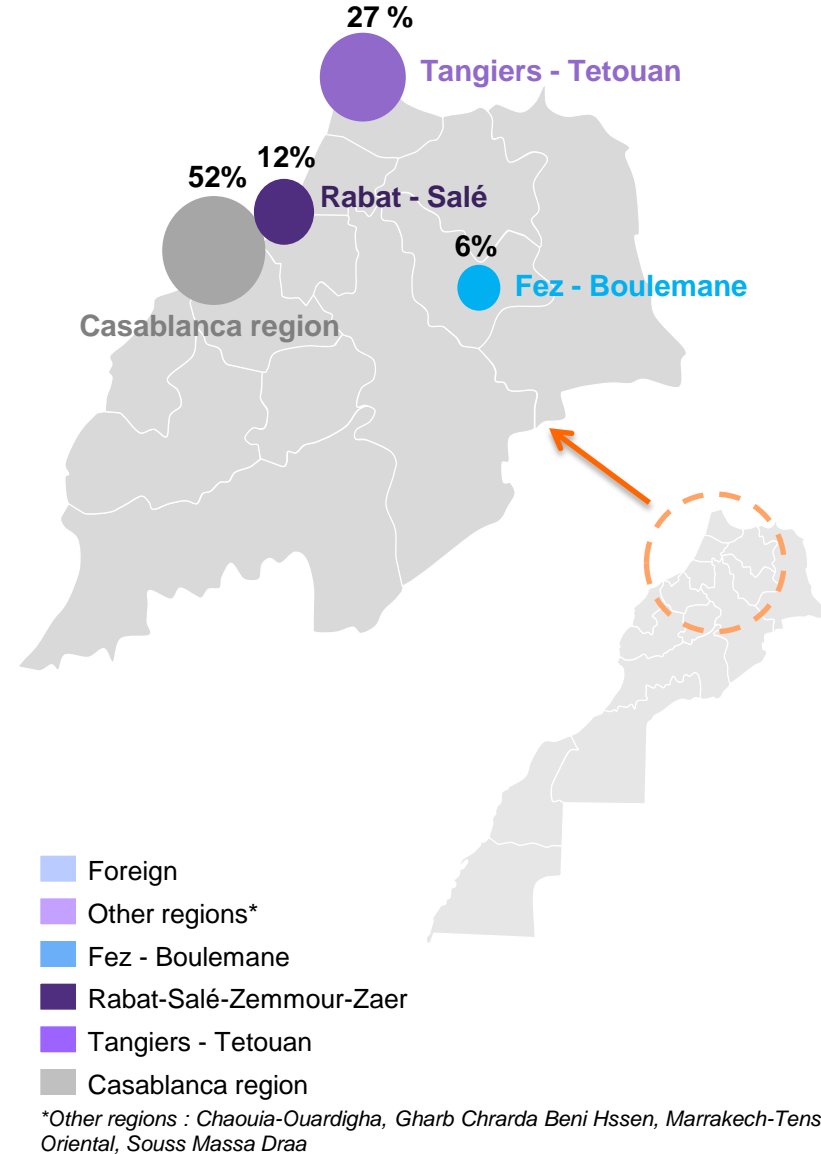 27 %
Tangiers - Tetouan
12%
52%
Rabat - Salé
6%
Fez - Boulemane
Casablanca region
Foreign
Other regions*
Fez - Boulemane
Rabat-Salé-Zemmour-Zaer
Tangiers - Tetouan
Casablanca region
*Other regions : Chaouia-Ouardigha, Gharb Chrarda Beni Hssen, Marrakech-Tens
Oriental, Souss Massa Draa